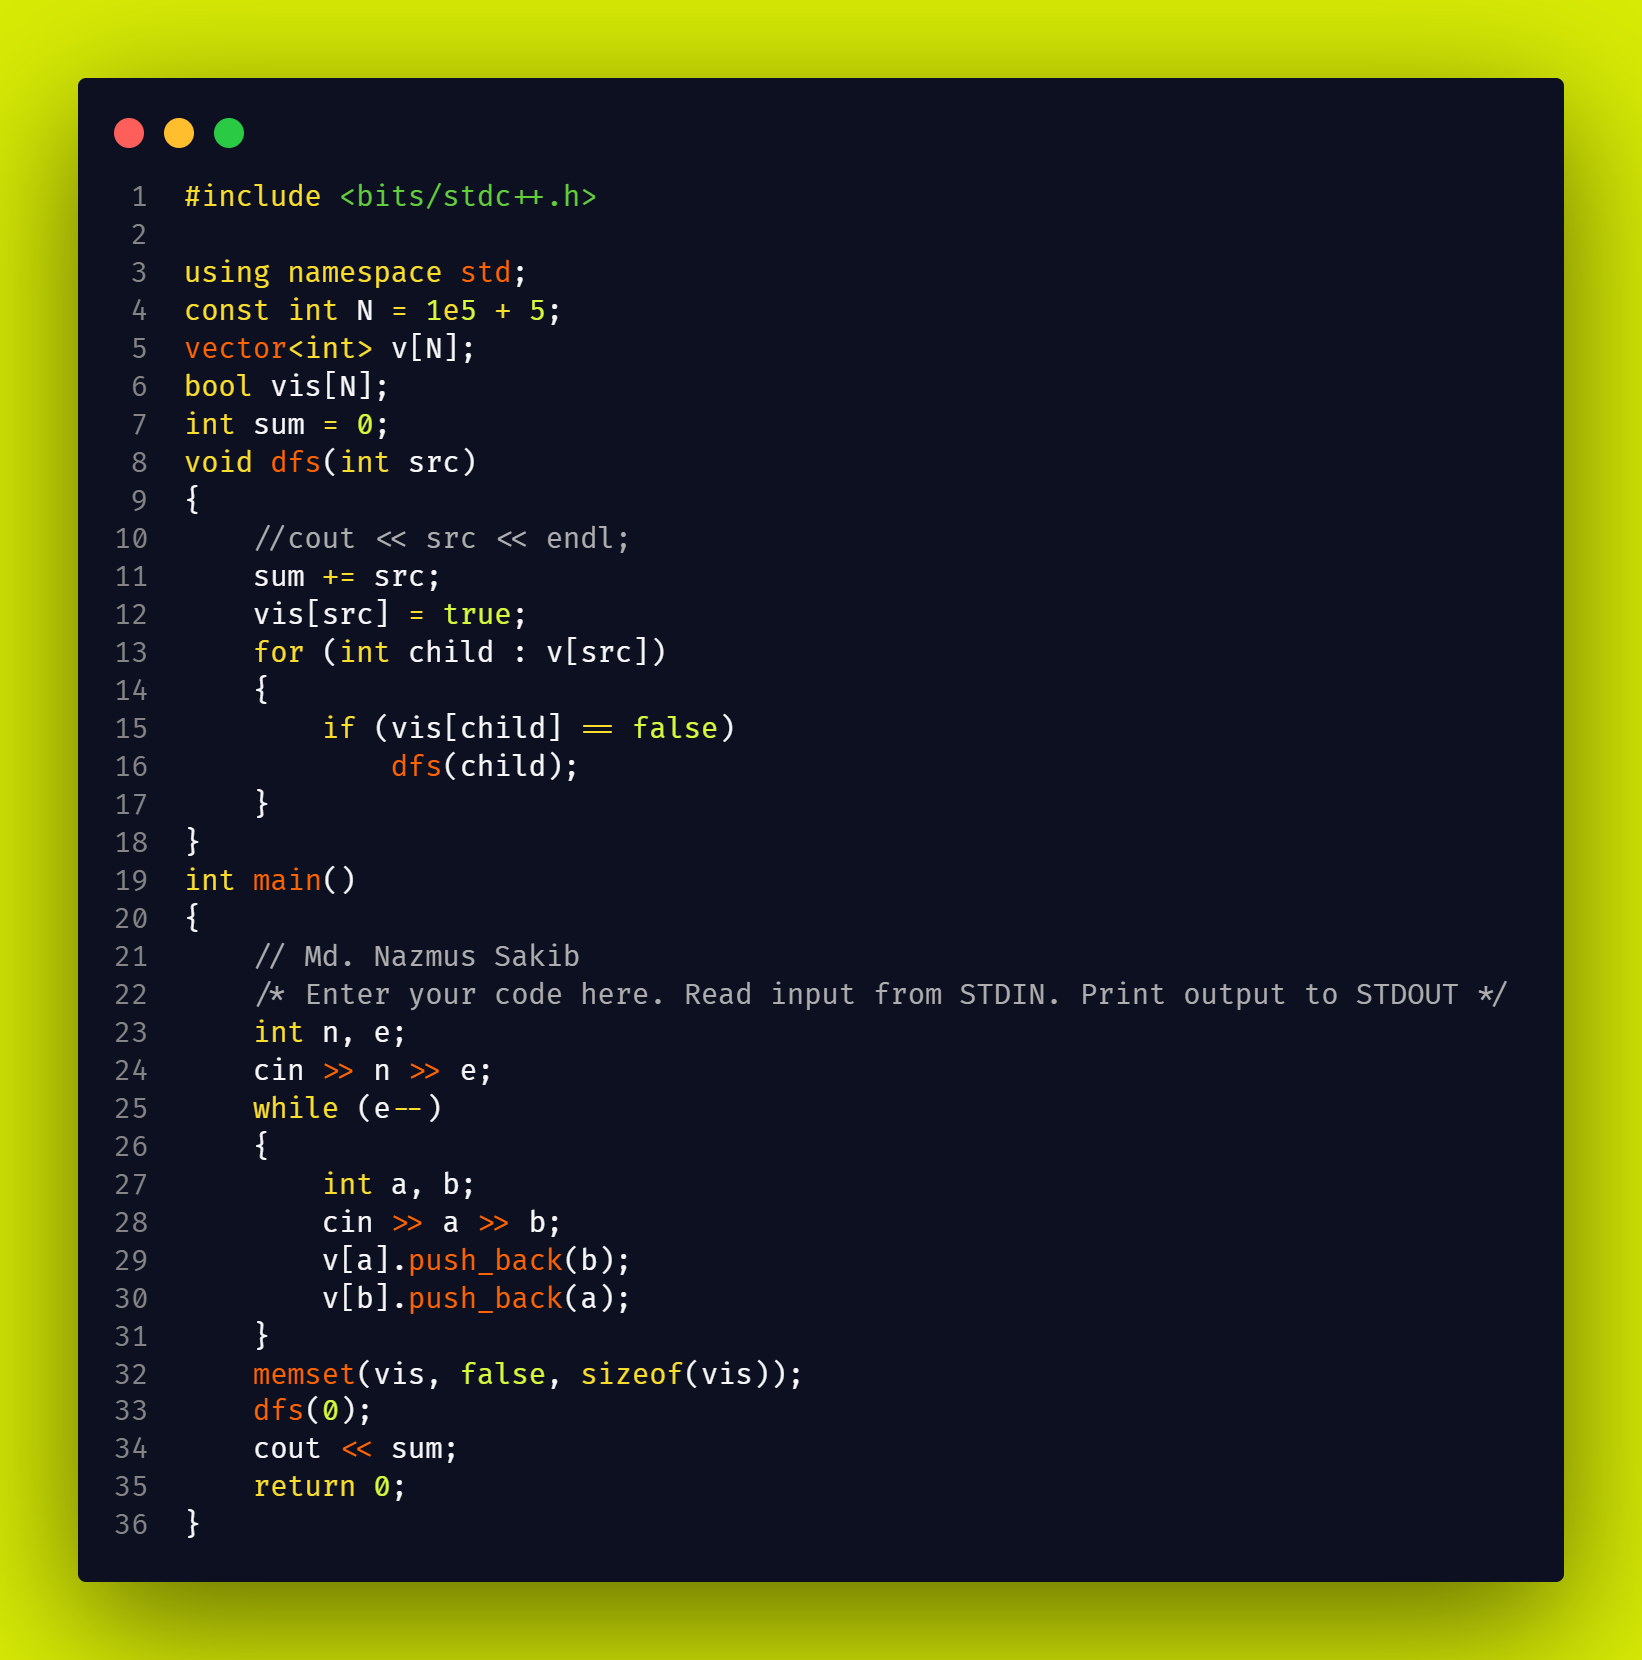 1 #include <bits/stdc++.h>
2
3 using namespace std;
4 const int N = 1e5 + 5;
5 vector<int> v[N];
6 bool vis[N];
7 int sum = 0;
8 void dfs(int src)
9 {
10     //cout << src << endl;
11     sum += src;
12     vis[src] = true;
13     for (int child : v[src])
14     {
15         if (vis[child] == false)
16             dfs(child);
17     }
18 }
19 int main()
20 {
21     // Md. Nazmus Sakib
22     /* Enter your code here. Read input from STDIN. Print output to STDOUT */
23     int n, e;
24     cin >> n >> e;
25     while (e--)
26     {
27         int a, b;
28         cin >> a >> b;
29         v[a].push_back(b);
30         v[b].push_back(a);
31     }
32     memset(vis, false, sizeof(vis));
33     dfs(0);
34     cout << sum;
35     return 0;
36 }